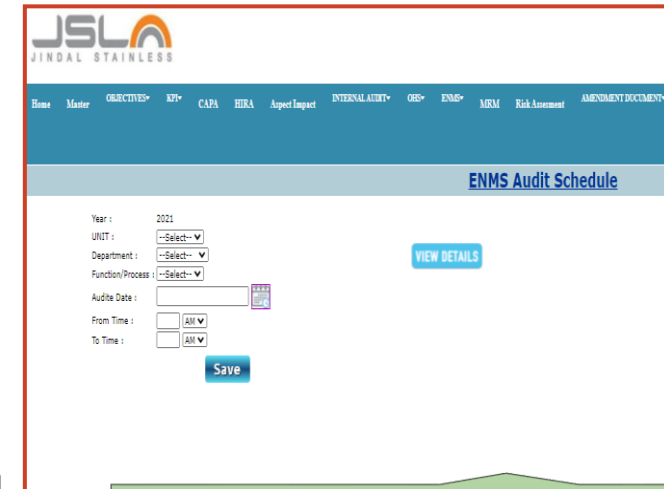 JSL
JINDAL STAINLESS
Home Master OBJECTIVES KPI CAPA HIRA Aspect Impact INTERNAL AUDIT OHS ENMS MRM Risk Assesment AMENDMENT DUCUMENT
ENMS Audit Schedule
Year : 2021
UNIT : --Select--
Department : --Select--
VIEW DETAILS
Function/Process : --Select--
Audite Date :
From Time : AM
To Time : AM
Save